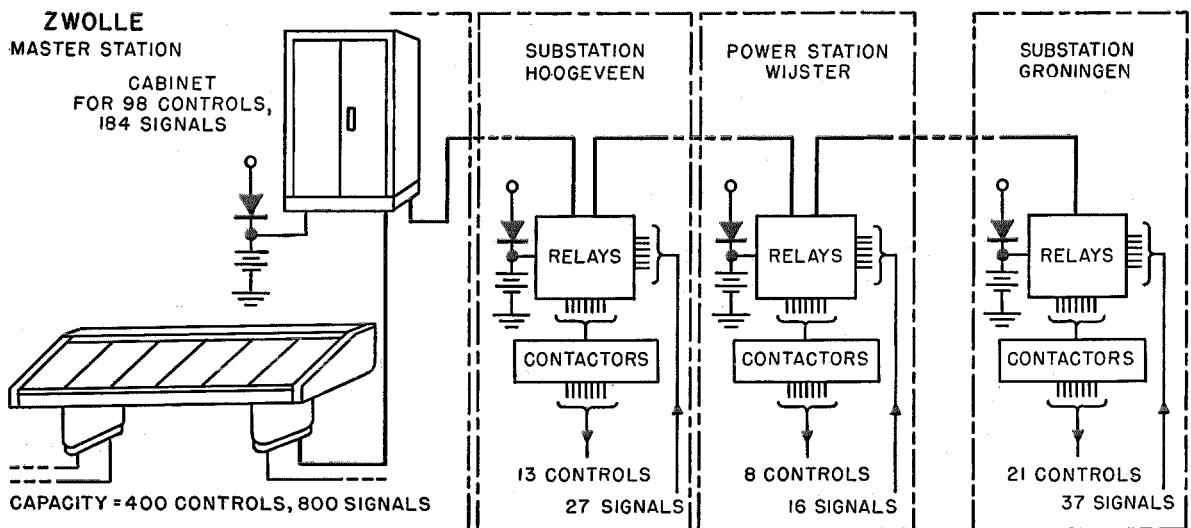 ZWOLLE
MASTER STATION
CABINET
FOR 98 CONTROLS,
184 SIGNALS
CAPACITY = 400 CONTROLS, 800 SIGNALS
SUBSTATION
HOOGEVEEN
RELAYS
CONTACTORS
13 CONTROLS
27 SIGNALS
POWER STATION
WIJSTER
RELAYS
CONTACTORS
8 CONTROLS
16 SIGNALS
SUBSTATION
GRONINGEN
RELAYS
CONTACTORS
21 CONTROLS
37 SIGNALS